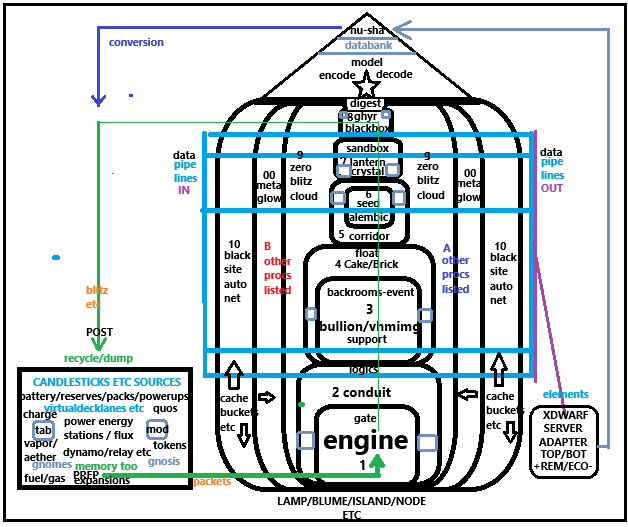 nu-sha
databank
conversion
model
encode decode
digest
8 ghyr
blackbox
sandbox
7 lantern
crystal
data
pipe
lines
IN
data
pipe
lines
OUT
9
zero
blitz
cloud
g
zero
blitz
cloud
00
meta
glow
00
meta
glow
6
seed
alembic
5 corridor
float
4 Cake/Brick
10
black
site
auto
net
B
other
procs
listed
A
other
procs
listed
10
black
site
auto
net
backrooms-event
3
bullion/vhmimg
support
blitz
etc
POST
recycle/dump
logics
2 conduit
gate
engine
1
cache
buckets
etc
cache
buckets
etc
elements
XDWARF
SERVER
ADAPTER
TOP/BOT
+REM/ECO-
CANDLESTICKS ETC SOURCES
battery/reserves/packs/powerups
virtualdecklanes etc quos
charge
tab
power energy
stations / flux
mod
tokens
vapor/
aether
dynamo/relay etc
gnomes
memory too
gnosis
PREP
fuel/gas
expansions
packets
LAMP/BLUME/ISLAND/NODE
ETC